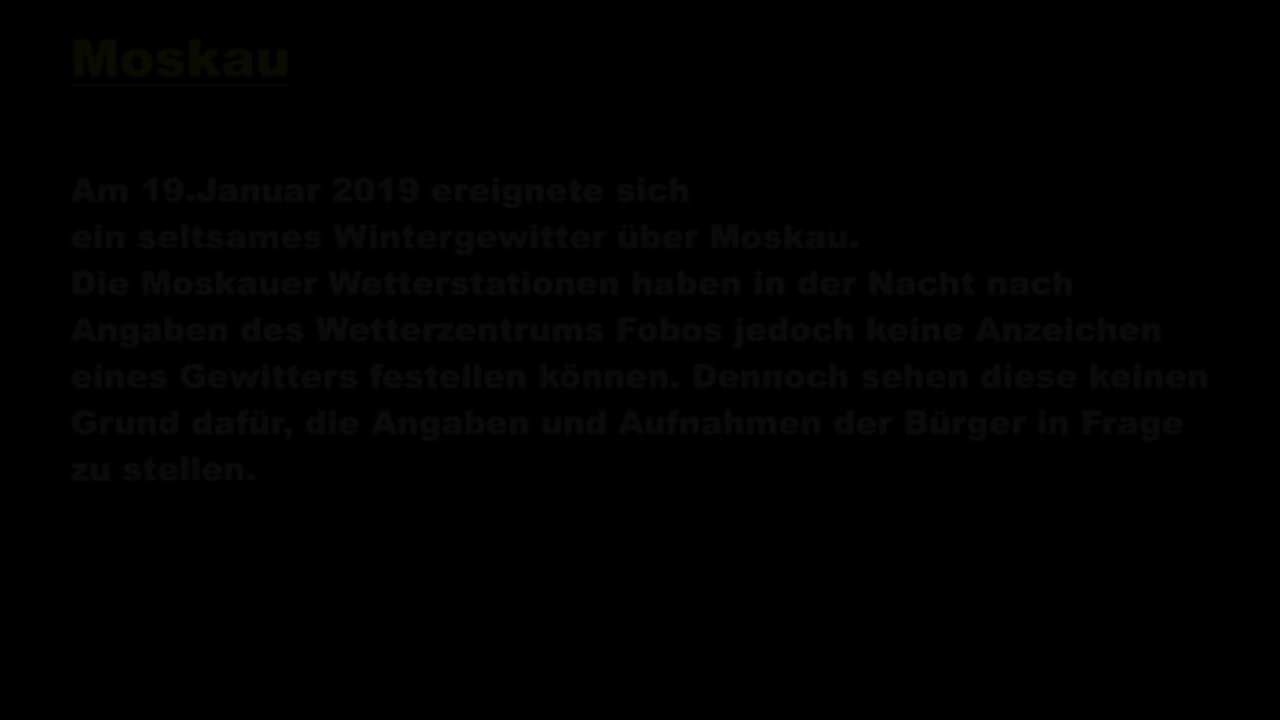 Moskau
Am 19.Januar 2019 ereignete sich
ein seltsames Wintergewitter über Moskau.
Die Moskauer Wetterstationen haben in der Nacht nach
Angaben des Wetterzentrums Fobos jedoch keine Anzeichen
eines Gewitters festellen können. Dennoch sehen diese keinen
Grund dafür, die Angaben und Aufnahmen der Bürger in Frage
zu stellen.